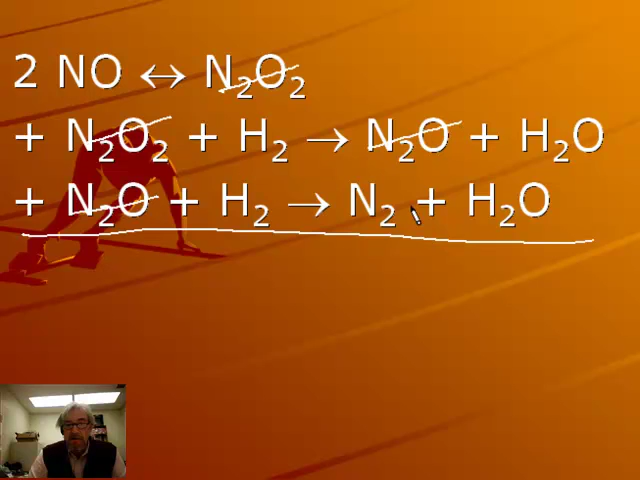 2 NO ↔ N₂O₂
+ N₂O₂ + H₂ → N₂O + H₂O
+ N₂O + H₂ → N₂ + H₂O